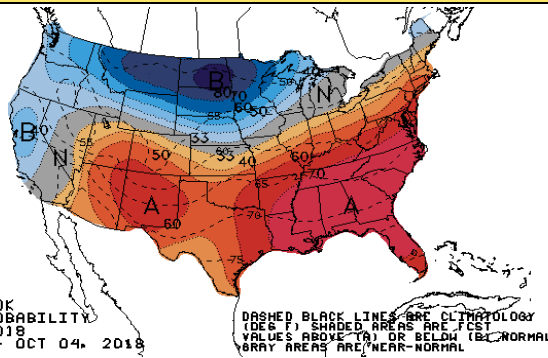 B
80
70
60
50
50
40
N
B
40
N
33
55
50
33
60
40
60
70
65
A
60
70
A
75
OK
OBABILITY
018
- OCT 04, 2018
DASHED BLACK LINES ARE CLIMATOLOGY
(DEG F) SHADED AREAS ARE FCST
VALUES ABOVE (A) OR BELOW (B) NORMAL
GRAY AREAS ARE NEAR-NORMAL